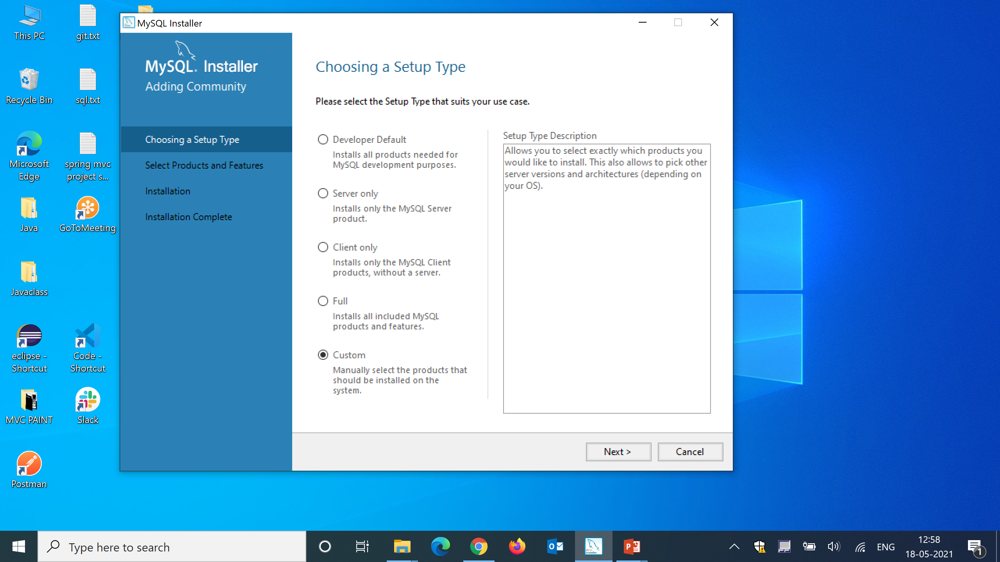 This PC
git.txt
Recycle Bin
sql.txt
Microsoft
Edge
spring mvc
project s...
Java
GoToMeeting
Javaclass
eclipse -
Shortcut
Code -
Shortcut
MVC PAINT
Slack
Postman
MySQL Installer
MySQL. Installer
Adding Community
Choosing a Setup Type
Select Products and Features
Installation
Installation Complete
Choosing a Setup Type
Please select the Setup Type that suits your use case.
Developer Default
Installs all products needed for
MySQL development purposes.
Server only
Installs only the MySQL Server
product.
Client only
Installs only the MySQL Client
products, without a server.
Full
Installs all included MySQL
products and features.
Custom
Manually select the products that
should be installed on the
system.
Setup Type Description
Allows you to select exactly which products you
would like to install. This also allows to pick other
server versions and architectures (depending on
your OS).
Next >
Cancel
Type here to search
MySQL
Installer
ENG
12:58
18-05-2021
1